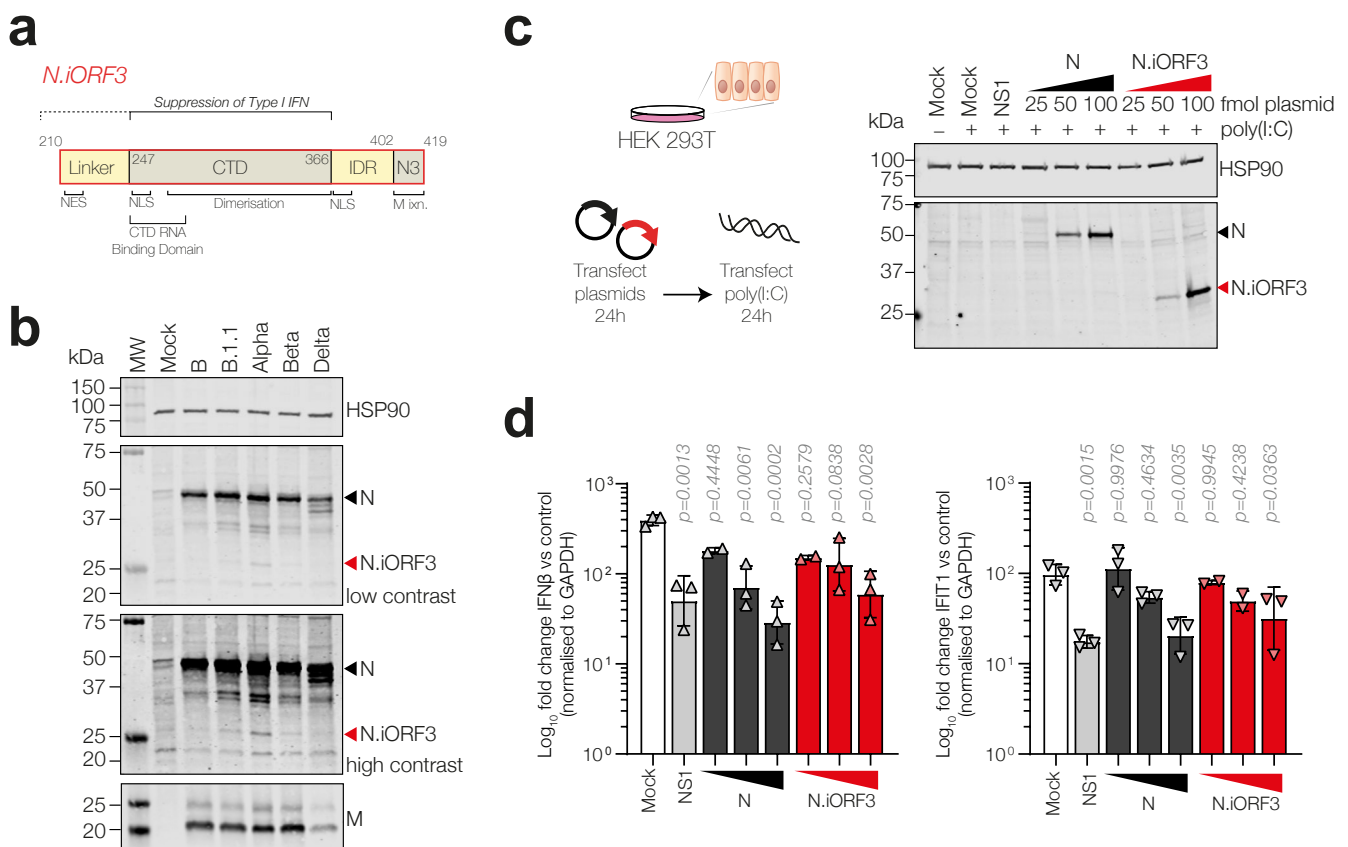 a
N.iORF3
Suppression of Type I IFN
210 402 419
Linker 247 CTD 366 IDR N3
NES NLS Dimerisation NLS M ixn.
CTD RNA
Binding Domain
b
kDa MW Mock B B.1.1 Alpha Beta Delta
150
100
75
HSP90
75
50
37
25
20
N
N.iORF3
low contrast
75
50
37
25
20
N
N.iORF3
high contrast
25
20
M
c
HEK 293T
Transfect
plasmids
24h
Transfect
poly(I:C)
24h
N N.iORF3
Mock Mock NS1 25 50 100 25 50 100 fmol plasmid
kDa – + + + + + + + + poly(I:C)
100
75
HSP90
75
50
37
25
N
N.iORF3
d
Log10 fold change IFNβ vs control
(normalised to GAPDH)
10³
10²
10¹
10⁰
p=0.0013
p=0.4448
p=0.0061
p=0.0002
p=0.2579
p=0.0838
p=0.0028
Mock NS1 N N.iORF3
Log10 fold change IFIT1 vs control
(normalised to GAPDH)
10³
10²
10¹
10⁰
p=0.0015
p=0.9976
p=0.4634
p=0.0035
p=0.9945
p=0.4238
p=0.0363
Mock NS1 N N.iORF3